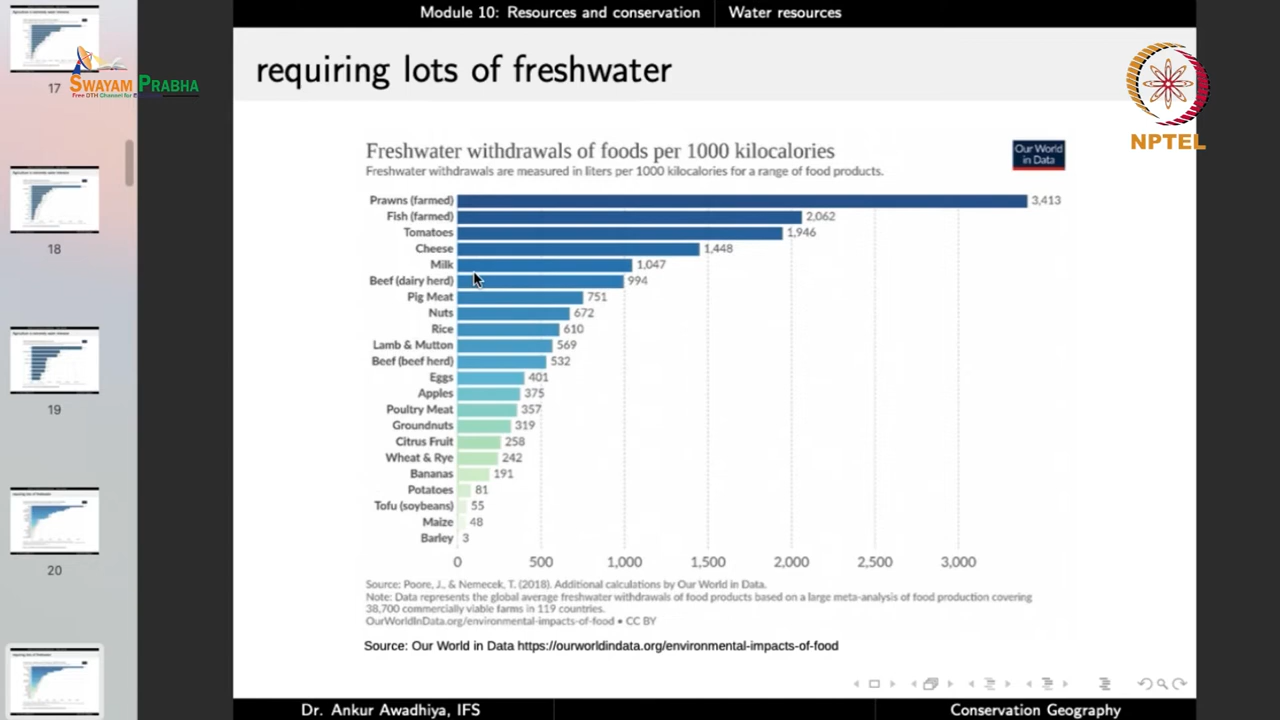 Module 10: Resources and conservation Water resources
requiring lots of freshwater
17
SWAYAM PRABHA
NPTEL
18
19
20
Freshwater withdrawals of foods per 1000 kilocalories
Freshwater withdrawals are measured in liters per 1000 kilocalories for a range of food products.
Our World
in Data
Prawns (farmed) 3,413
Fish (farmed) 2,062
Tomatoes 1,946
Cheese 1,448
Milk 1,047
Beef (dairy herd) 994
Pig Meat 751
Nuts 672
Rice 610
Lamb & Mutton 569
Beef (beef herd) 532
Eggs 401
Apples 375
Poultry Meat 357
Groundnuts 319
Citrus Fruit 258
Wheat & Rye 242
Bananas 191
Potatoes 81
Tofu (soybeans) 55
Maize 48
Barley 3
0 500 1,000 1,500 2,000 2,500 3,000
Source: Poore, J., & Nemecek, T. (2018). Additional calculations by Our World in Data.
Note: Data represents the global average freshwater withdrawals of food products based on a large meta-analysis of food production covering
38,700 commercially viable farms in 119 countries.
OurWorldInData.org/environmental-impacts-of-food • CC BY
Source: Our World in Data https://ourworldindata.org/environmental-impacts-of-food
Dr. Ankur Awadhiya, IFS Conservation Geography